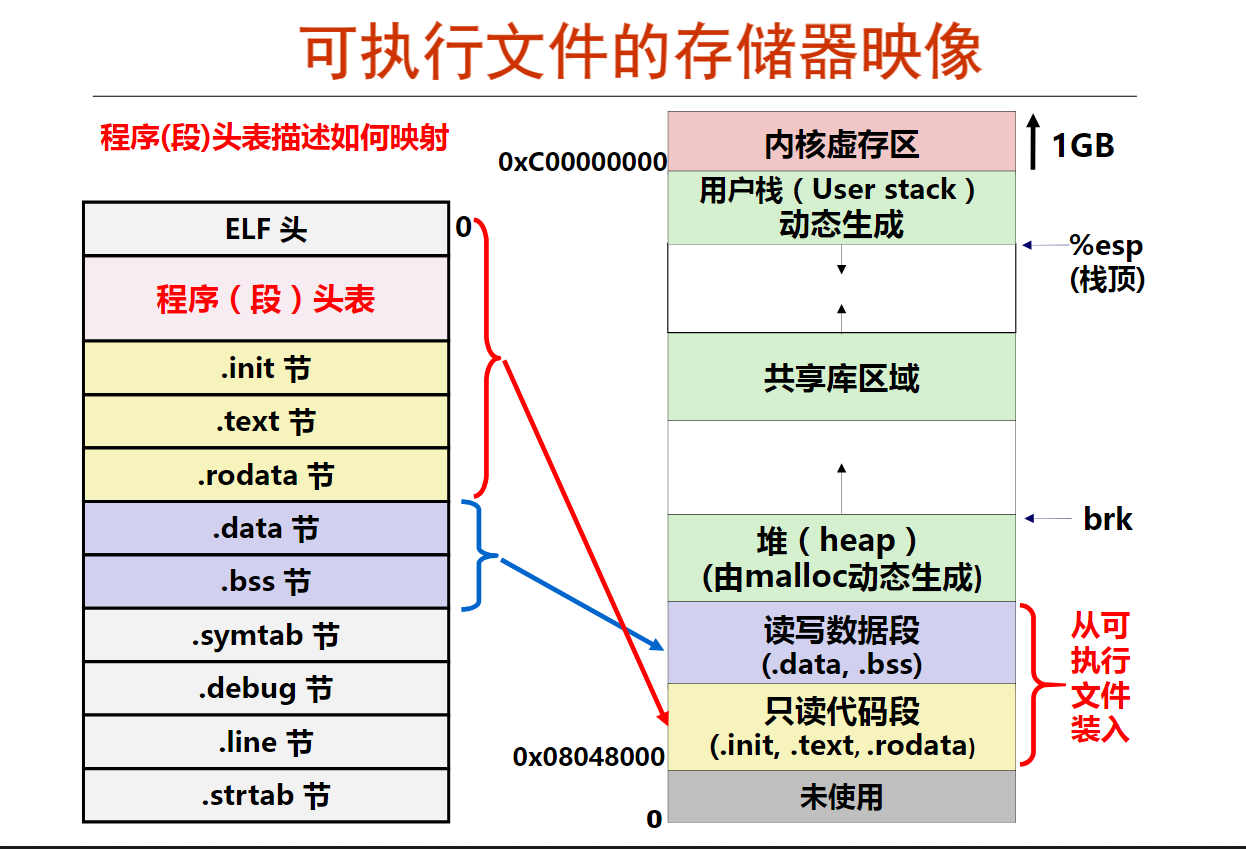 可执行文件的存储器映像
程序(段)头表描述如何映射
ELF 头
0
程序（段）头表
.init 节
.text 节
.rodata 节
.data 节
.bss 节
.symtab 节
.debug 节
.line 节
.strtab 节
0xC00000000
内核虚存区
1GB
用户栈（User stack）
动态生成
%esp
(栈顶)
共享库区域
brk
堆（heap）
(由malloc动态生成)
读写数据段
(.data, .bss)
只读代码段
(.init, .text, .rodata)
从可
执行
文件
装入
0x08048000
未使用
0